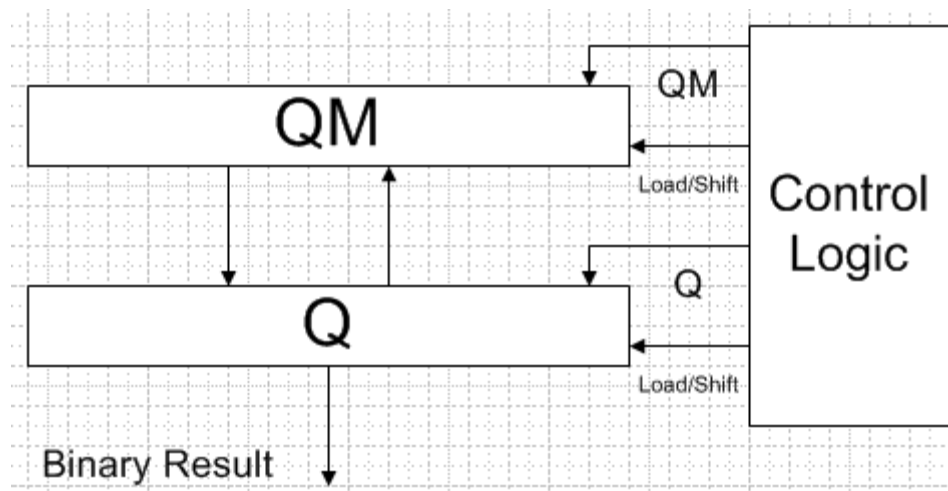 QM
QM
Load/Shift
Control
Logic
Q
Q
Load/Shift
Binary Result